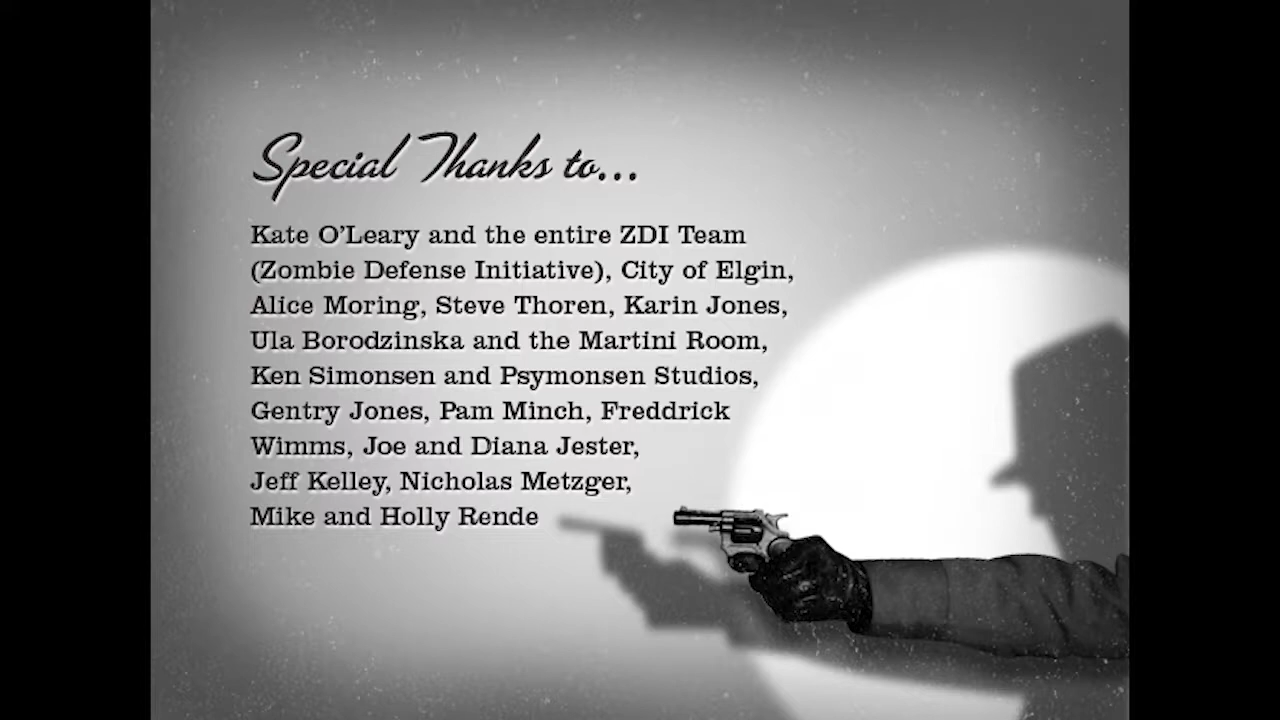 Special Thanks to...
Kate O'Leary and the entire ZDI Team
(Zombie Defense Initiative), City of Elgin,
Alice Moring, Steve Thoren, Karin Jones,
Ula Borodzinska and the Martini Room,
Ken Simonsen and Psymonsen Studios,
Gentry Jones, Pam Minch, Freddrick
Wimms, Joe and Diana Jester,
Jeff Kelley, Nicholas Metzger,
Mike and Holly Rende